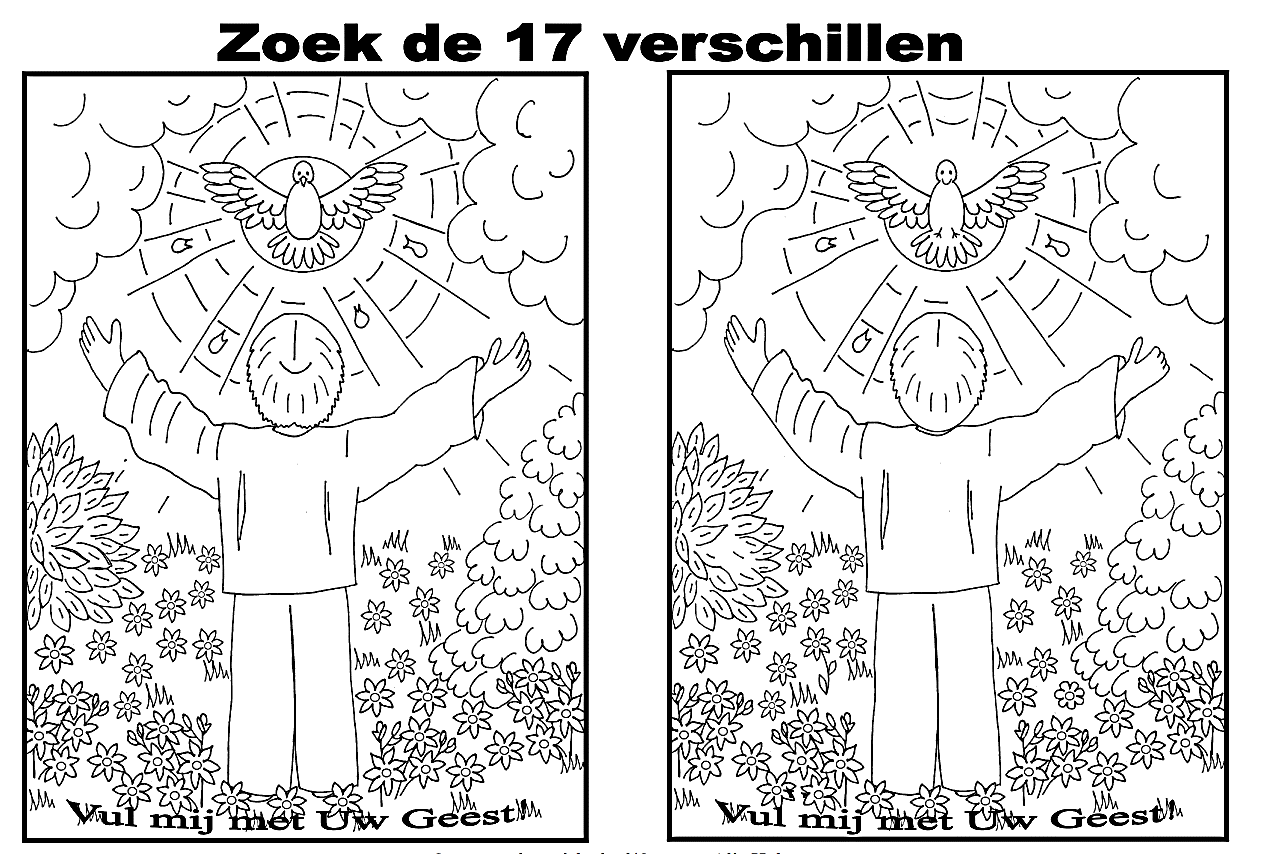 Zoek de 17 verschillen
Vul mij met Uw Geest!
Vul mij met Uw Geest!